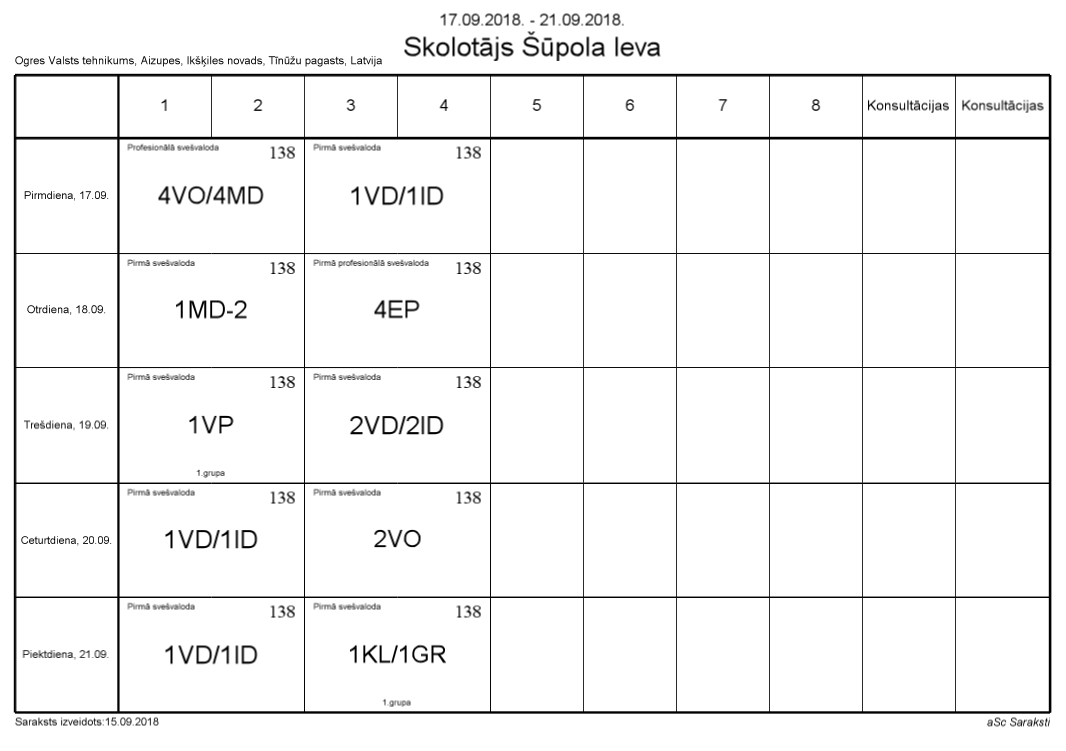 17.09.2018. - 21.09.2018.
Skolotājs Šūpola Ieva
Ogres Valsts tehnikums, Aizupes, Ikšķiles novads, Tīnūžu pagasts, Latvija
1 2 3 4 5 6 7 8 Konsultācijas Konsultācijas
Pirmdiena, 17.09.
Profesionālā svešvaloda 138
4VO/4MD
Pirmā svešvaloda 138
1VD/1ID
Otrdiena, 18.09.
Pirmā svešvaloda 138
1MD-2
Pirmā profesionālā svešvaloda 138
4EP
Trešdiena, 19.09.
Pirmā svešvaloda 138
1VP
1.grupa
Pirmā svešvaloda 138
2VD/2ID
Ceturtdiena, 20.09.
Pirmā svešvaloda 138
1VD/1ID
Pirmā svešvaloda 138
2VO
Piektdiena, 21.09.
Pirmā svešvaloda 138
1VD/1ID
Pirmā svešvaloda 138
1KL/1GR
1.grupa
Saraksts izveidots:15.09.2018
aSc Saraksti